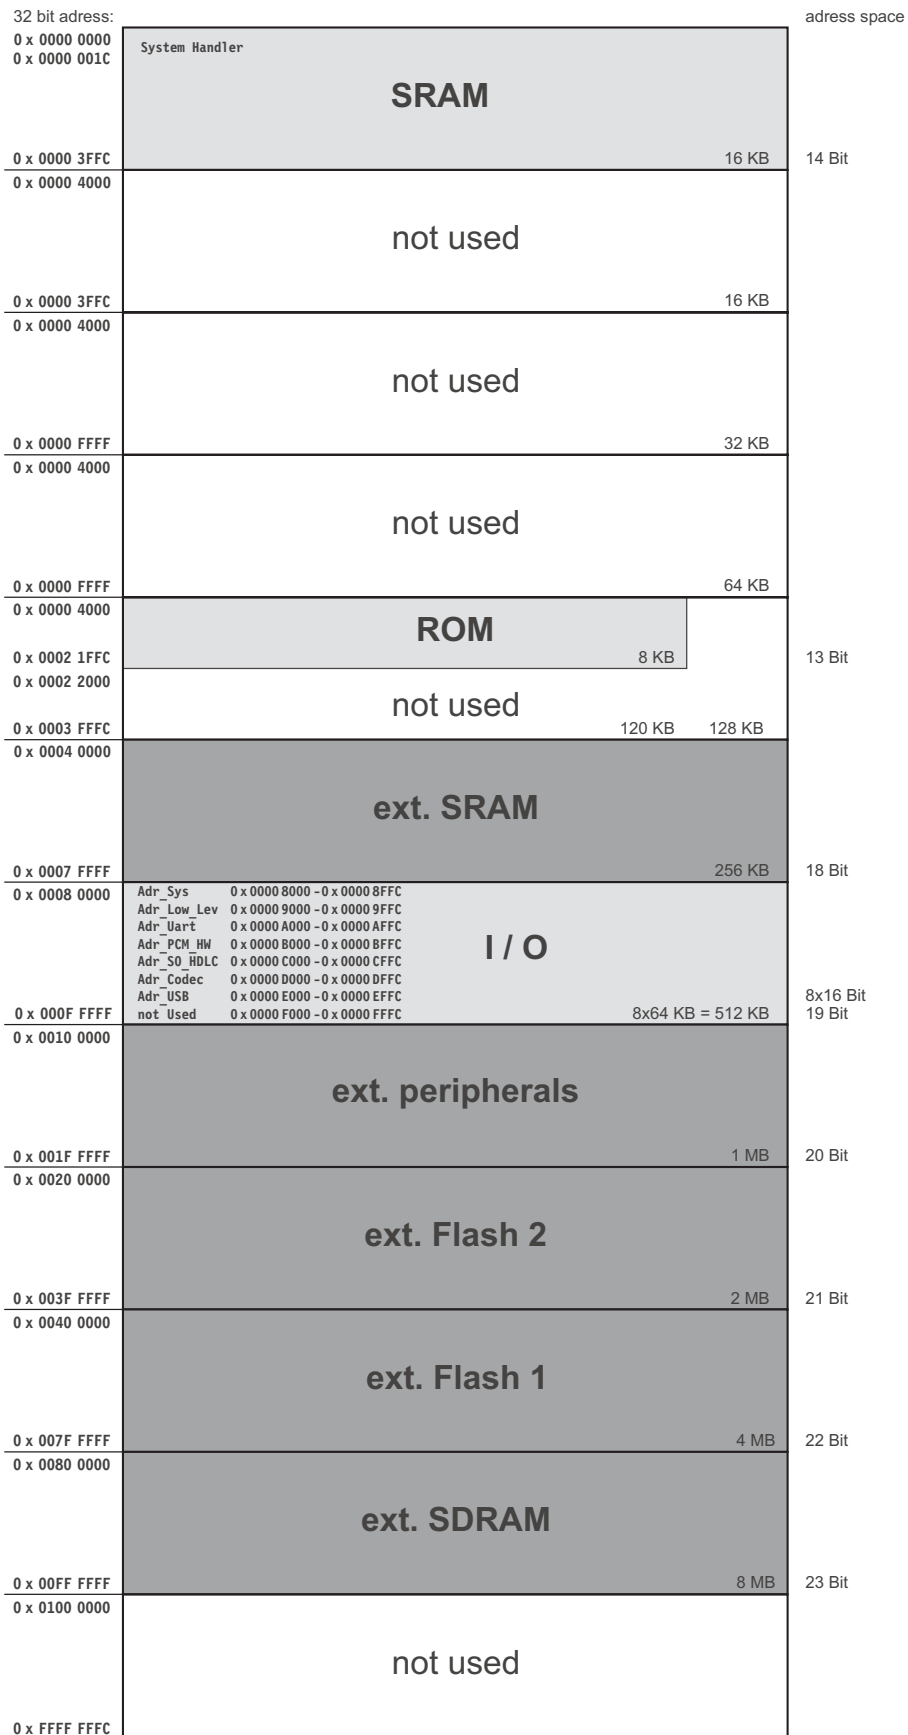 32 bit adress: adress space
0 x 0000 0000
System Handler
0 x 0000 001C
SRAM
0 x 0000 3FFC 16 KB 14 Bit
0 x 0000 4000
not used
0 x 0000 3FFC 16 KB
0 x 0000 4000
not used
0 x 0000 FFFF 32 KB
0 x 0000 4000
not used
0 x 0000 FFFF 64 KB
0 x 0000 4000
ROM
0 x 0002 1FFC 8 KB 13 Bit
0 x 0002 2000
not used
0 x 0003 FFFC 120 KB 128 KB
0 x 0004 0000
ext. SRAM
0 x 0007 FFFF 256 KB 18 Bit
0 x 0008 0000
Adr_Sys 0 x 0000 8000 - 0 x 0000 8FFC
Adr_Low_Lev 0 x 0000 9000 - 0 x 0000 9FFC
Adr_Uart 0 x 0000 A000 - 0 x 0000 AFFC
Adr_PCM_HW 0 x 0000 B000 - 0 x 0000 BFFC
I / O
Adr_S0_HDLC 0 x 0000 C000 - 0 x 0000 CFFC
Adr_Codec 0 x 0000 D000 - 0 x 0000 DFFC
Adr_USB 0 x 0000 E000 - 0 x 0000 EFFC 8x16 Bit
0 x 000F FFFF not Used 0 x 0000 F000 - 0 x 0000 FFFC 8x64 KB = 512 KB 19 Bit
0 x 0010 0000
ext. peripherals
0 x 001F FFFF 1 MB 20 Bit
0 x 0020 0000
ext. Flash 2
0 x 003F FFFF 2 MB 21 Bit
0 x 0040 0000
ext. Flash 1
0 x 007F FFFF 4 MB 22 Bit
0 x 0080 0000
ext. SDRAM
0 x 00FF FFFF 8 MB 23 Bit
0 x 0100 0000
not used
0 x FFFF FFFC